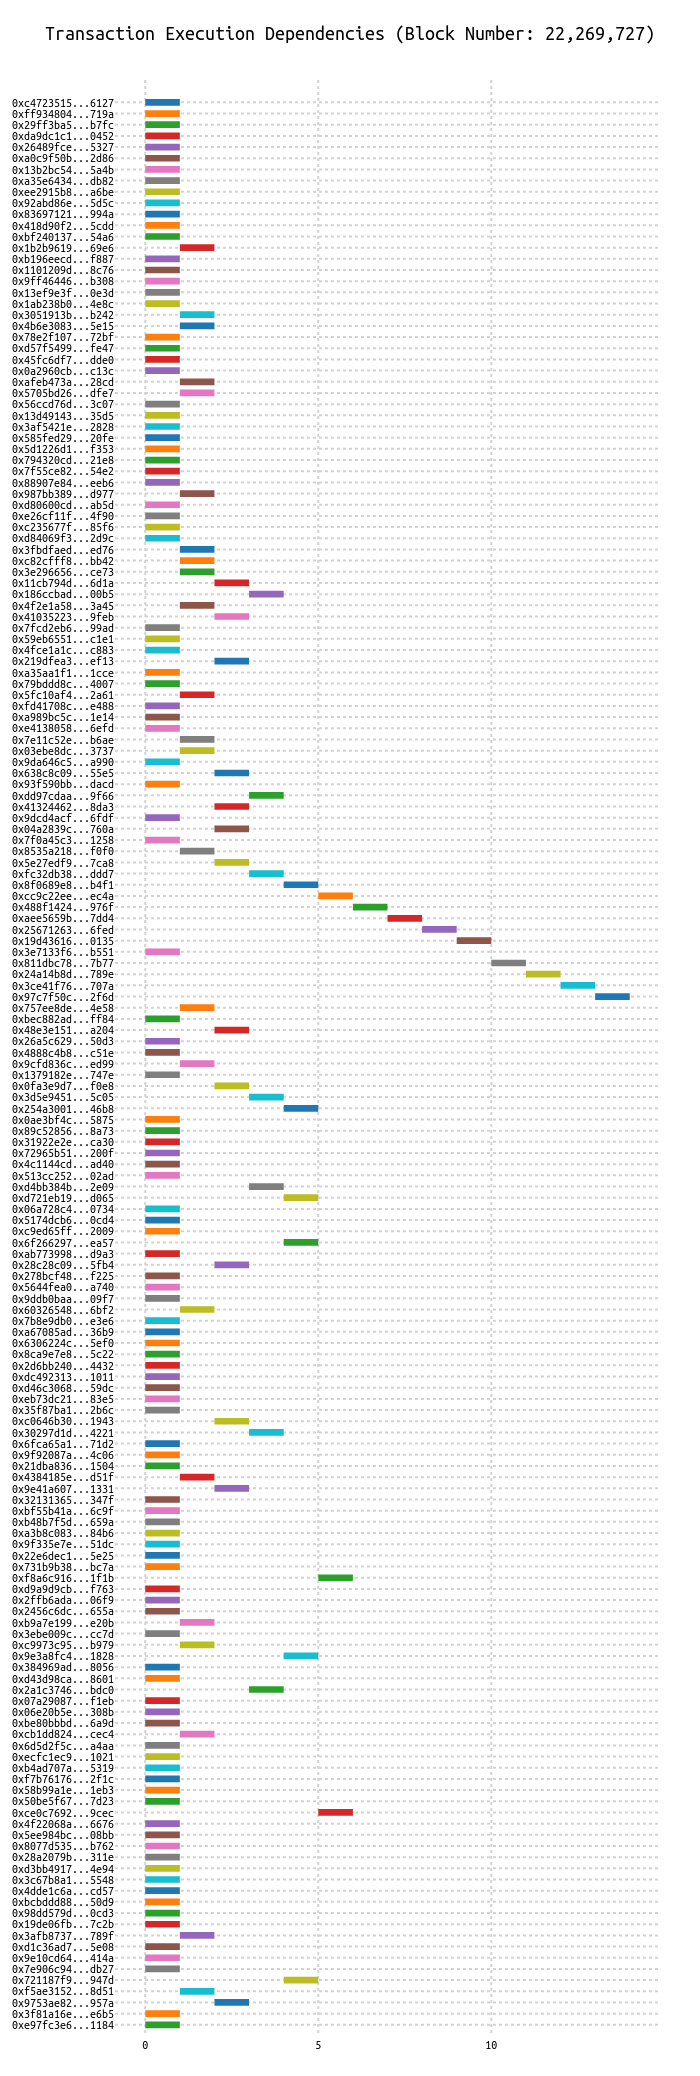 Transaction Execution Dependencies (Block Number: 22,269,727)
0xc4723515...6127
0xff934804...719a
0x29ff3ba5...b7fc
0xda9dc1c1...0452
0x26489fce...5327
0xa0c9f50b...2d86
0x13b2bc54...5a4b
0xa35e6434...db82
0xee2915b8...a6be
0x92abd86e...5d5c
0x83697121...994a
0x418d90f2...5cdd
0xbf240137...54a6
0x1b2b9619...69e6
0xb196eecd...f887
0x1101209d...8c76
0x9ff46446...b308
0x13ef9e3f...0e3d
0x1ab238b0...4e8c
0x3051913b...b242
0x4b6e3083...5e15
0x78e2f107...72bf
0xd57f5499...fe47
0x45fc6df7...dde0
0x0a2960cb...c13c
0xafeb473a...28cd
0x5705bd26...dfe7
0x56ccd76d...3c07
0x13d49143...35d5
0x3af5421e...2828
0x585fed29...20fe
0x5d1226d1...f353
0x794320cd...21e8
0x7f55ce82...54e2
0x88907e84...eeb6
0x987bb389...d977
0xd80600cd...ab5d
0xe26cf11f...4f90
0xc235677f...85f6
0xd84069f3...2d9c
0x3fbdfaed...ed76
0xc82cfff8...bb42
0x3e296656...ce73
0x11cb794d...6d1a
0x186ccbad...00b5
0x4f2e1a58...3a45
0x41035223...9feb
0x7fcd2eb6...99ad
0x59eb6551...c1e1
0x4fce1a1c...c883
0x219dfea3...ef13
0xa35aa1f1...1cce
0x79bddd8c...4007
0x5fc10af4...2a61
0xfd41708c...e488
0xa989bc5c...1e14
0xe4138058...6efd
0x7e11c52e...b6ae
0x03ebe8dc...3737
0x9da646c5...a990
0x638c8c09...55e5
0x93f590bb...dacd
0xdd97cdaa...9f66
0x41324462...8da3
0x9dcd4acf...6fdf
0x04a2839c...760a
0x7f0a45c3...1258
0x8535a218...f0f0
0x5e27edf9...7ca8
0xfc32db38...ddd7
0x8f0689e8...b4f1
0xcc9c22ee...ec4a
0x488f1424...976f
0xaee5659b...7dd4
0x25671263...6fed
0x19d43616...0135
0x3e7133f6...b551
0x811dbc78...7b77
0x24a14b8d...789e
0x3ce41f76...707a
0x97c7f50c...2f6d
0x757ee8de...4e58
0xbec882ad...ff84
0x48e3e151...a204
0x26a5c629...50d3
0x4888c4b8...c51e
0x9cfd836c...ed99
0x1379182e...747e
0x0fa3e9d7...f0e8
0x3d5e9451...5c05
0x254a3001...46b8
0x0ae3bf4c...5875
0x89c52856...8a73
0x31922e2e...ca30
0x72965b51...200f
0x4c1144cd...ad40
0x513cc252...02ad
0xd4bb384b...2e09
0xd721eb19...d065
0x06a728c4...0734
0x5174dcb6...0cd4
0xc9ed65ff...2009
0x6f266297...ea57
0xab773998...d9a3
0x28c28c09...5fb4
0x278bcf48...f225
0x5644fea0...a740
0x9ddb0baa...09f7
0x60326548...6bf2
0x7b8e9db0...e3e6
0xa67085ad...36b9
0x6306224c...5ef0
0x8ca9e7e8...5c22
0x2d6bb240...4432
0xdc492313...1011
0xd46c3068...59dc
0xeb73dc21...83e5
0x35f87ba1...2b6c
0xc0646b30...1943
0x30297d1d...4221
0x6fca65a1...71d2
0x9f92087a...4c06
0x21dba836...1504
0x4384185e...d51f
0x9e41a607...1331
0x32131365...347f
0xbf55b41a...6c9f
0xb48b7f5d...659a
0xa3b8c083...84b6
0x9f335e7e...51dc
0x22e6dec1...5e25
0x731b9b38...bc7a
0xf8a6c916...1f1b
0xd9a9d9cb...f763
0x2ffb6ada...06f9
0x2456c6dc...655a
0xb9a7e199...e20b
0x3ebe009c...cc7d
0xc9973c95...b979
0x9e3a8fc4...1828
0x384969ad...8056
0xd43d98ca...8601
0x2a1c3746...bdc0
0x07a29087...f1eb
0x06e20b5e...308b
0xbe80bbbd...6a9d
0xcb1dd824...cec4
0x6d5d2f5c...a4aa
0xecfc1ec9...1021
0xb4ad707a...5319
0xf7b76176...2f1c
0x58b99a1e...1eb3
0x50be5f67...7d23
0xce0c7692...9cec
0x4f22068a...6676
0x5ee984bc...08bb
0x8077d535...b762
0x28a2079b...311e
0xd3bb4917...4e94
0x3c67b8a1...5548
0x4dde1c6a...cd57
0xbcbddd88...50d9
0x98dd579d...0cd3
0x19de06fb...7c2b
0x3afb8737...789f
0xd1c36ad7...5e08
0x9e10cd64...414a
0x7e906c94...db27
0x721187f9...947d
0xf5ae3152...8d51
0x9753ae82...957a
0x3f81a16e...e6b5
0xe97fc3e6...1184
0 5 10